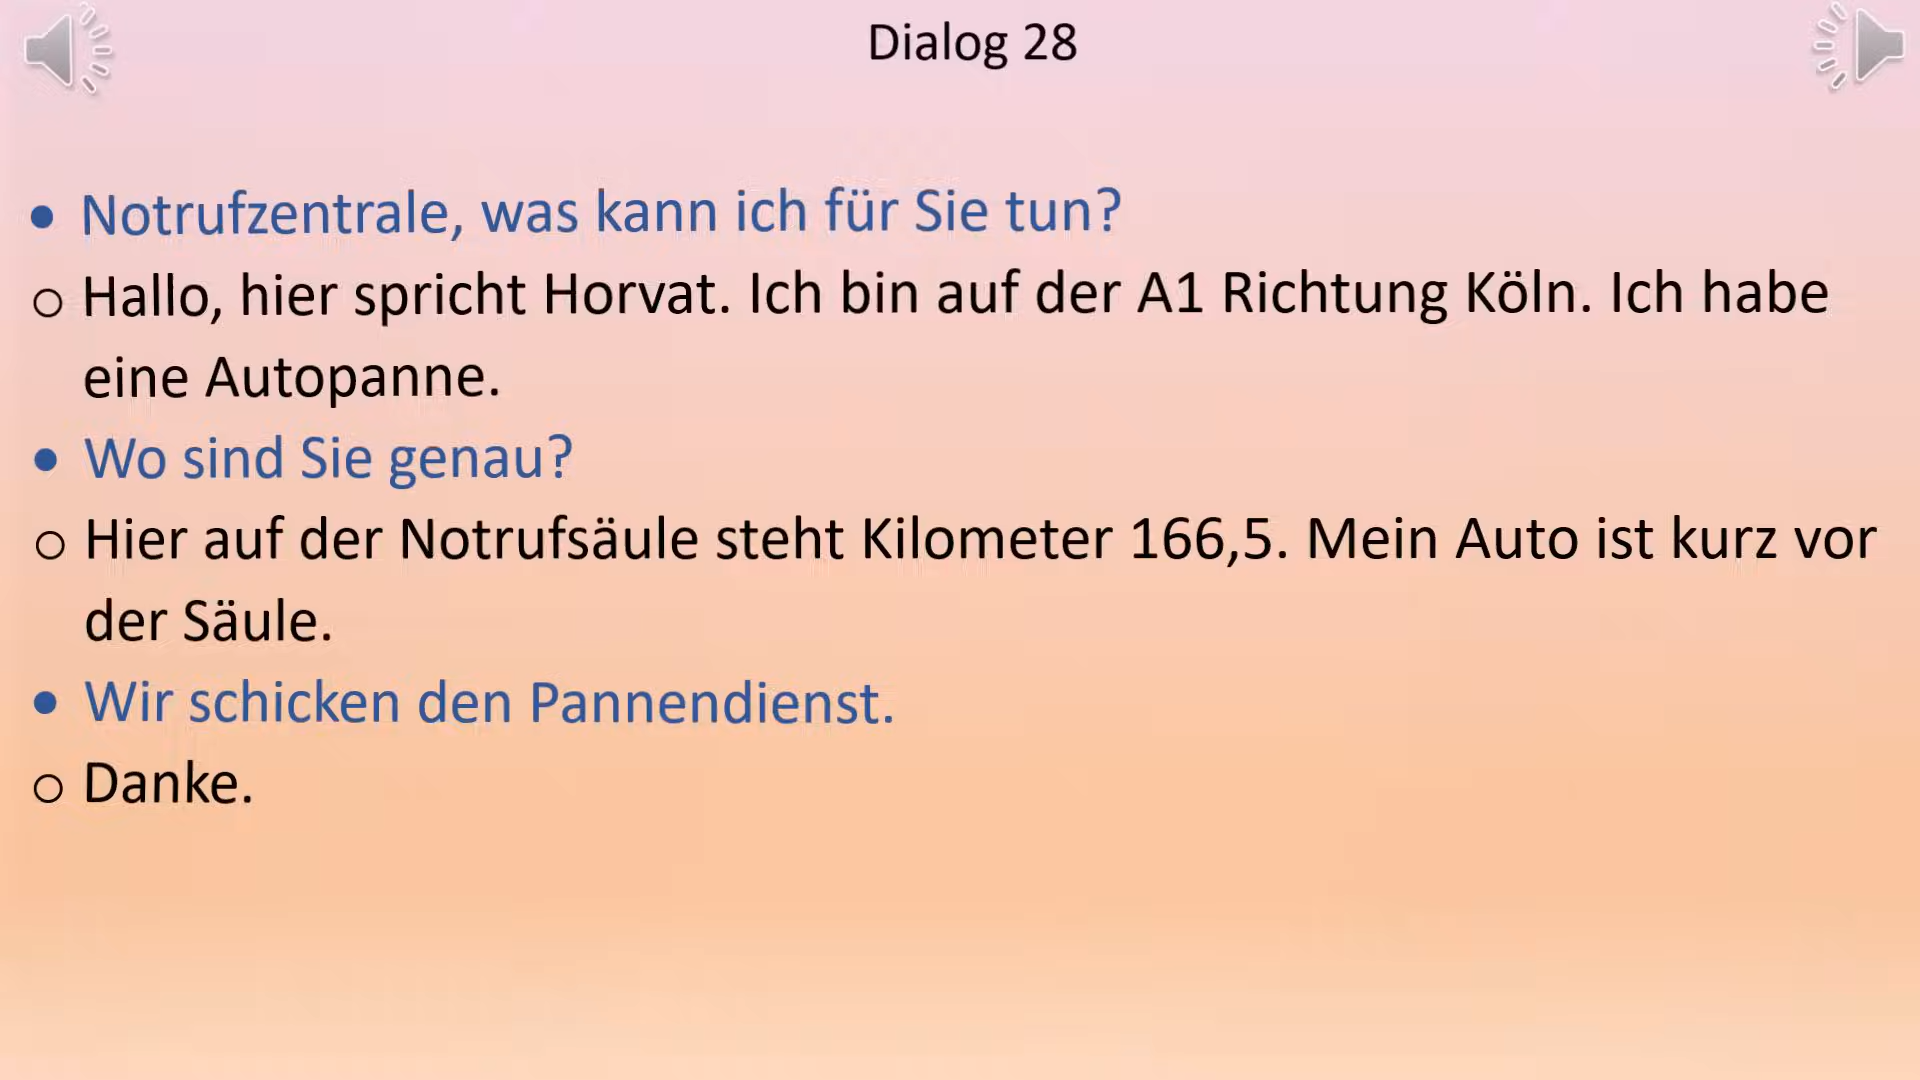 Dialog 28
• Notrufzentrale, was kann ich für Sie tun?
o Hallo, hier spricht Horvat. Ich bin auf der A1 Richtung Köln. Ich habe
eine Autopanne.
• Wo sind Sie genau?
o Hier auf der Notrufsäule steht Kilometer 166,5. Mein Auto ist kurz vor
der Säule.
• Wir schicken den Pannendienst.
o Danke.